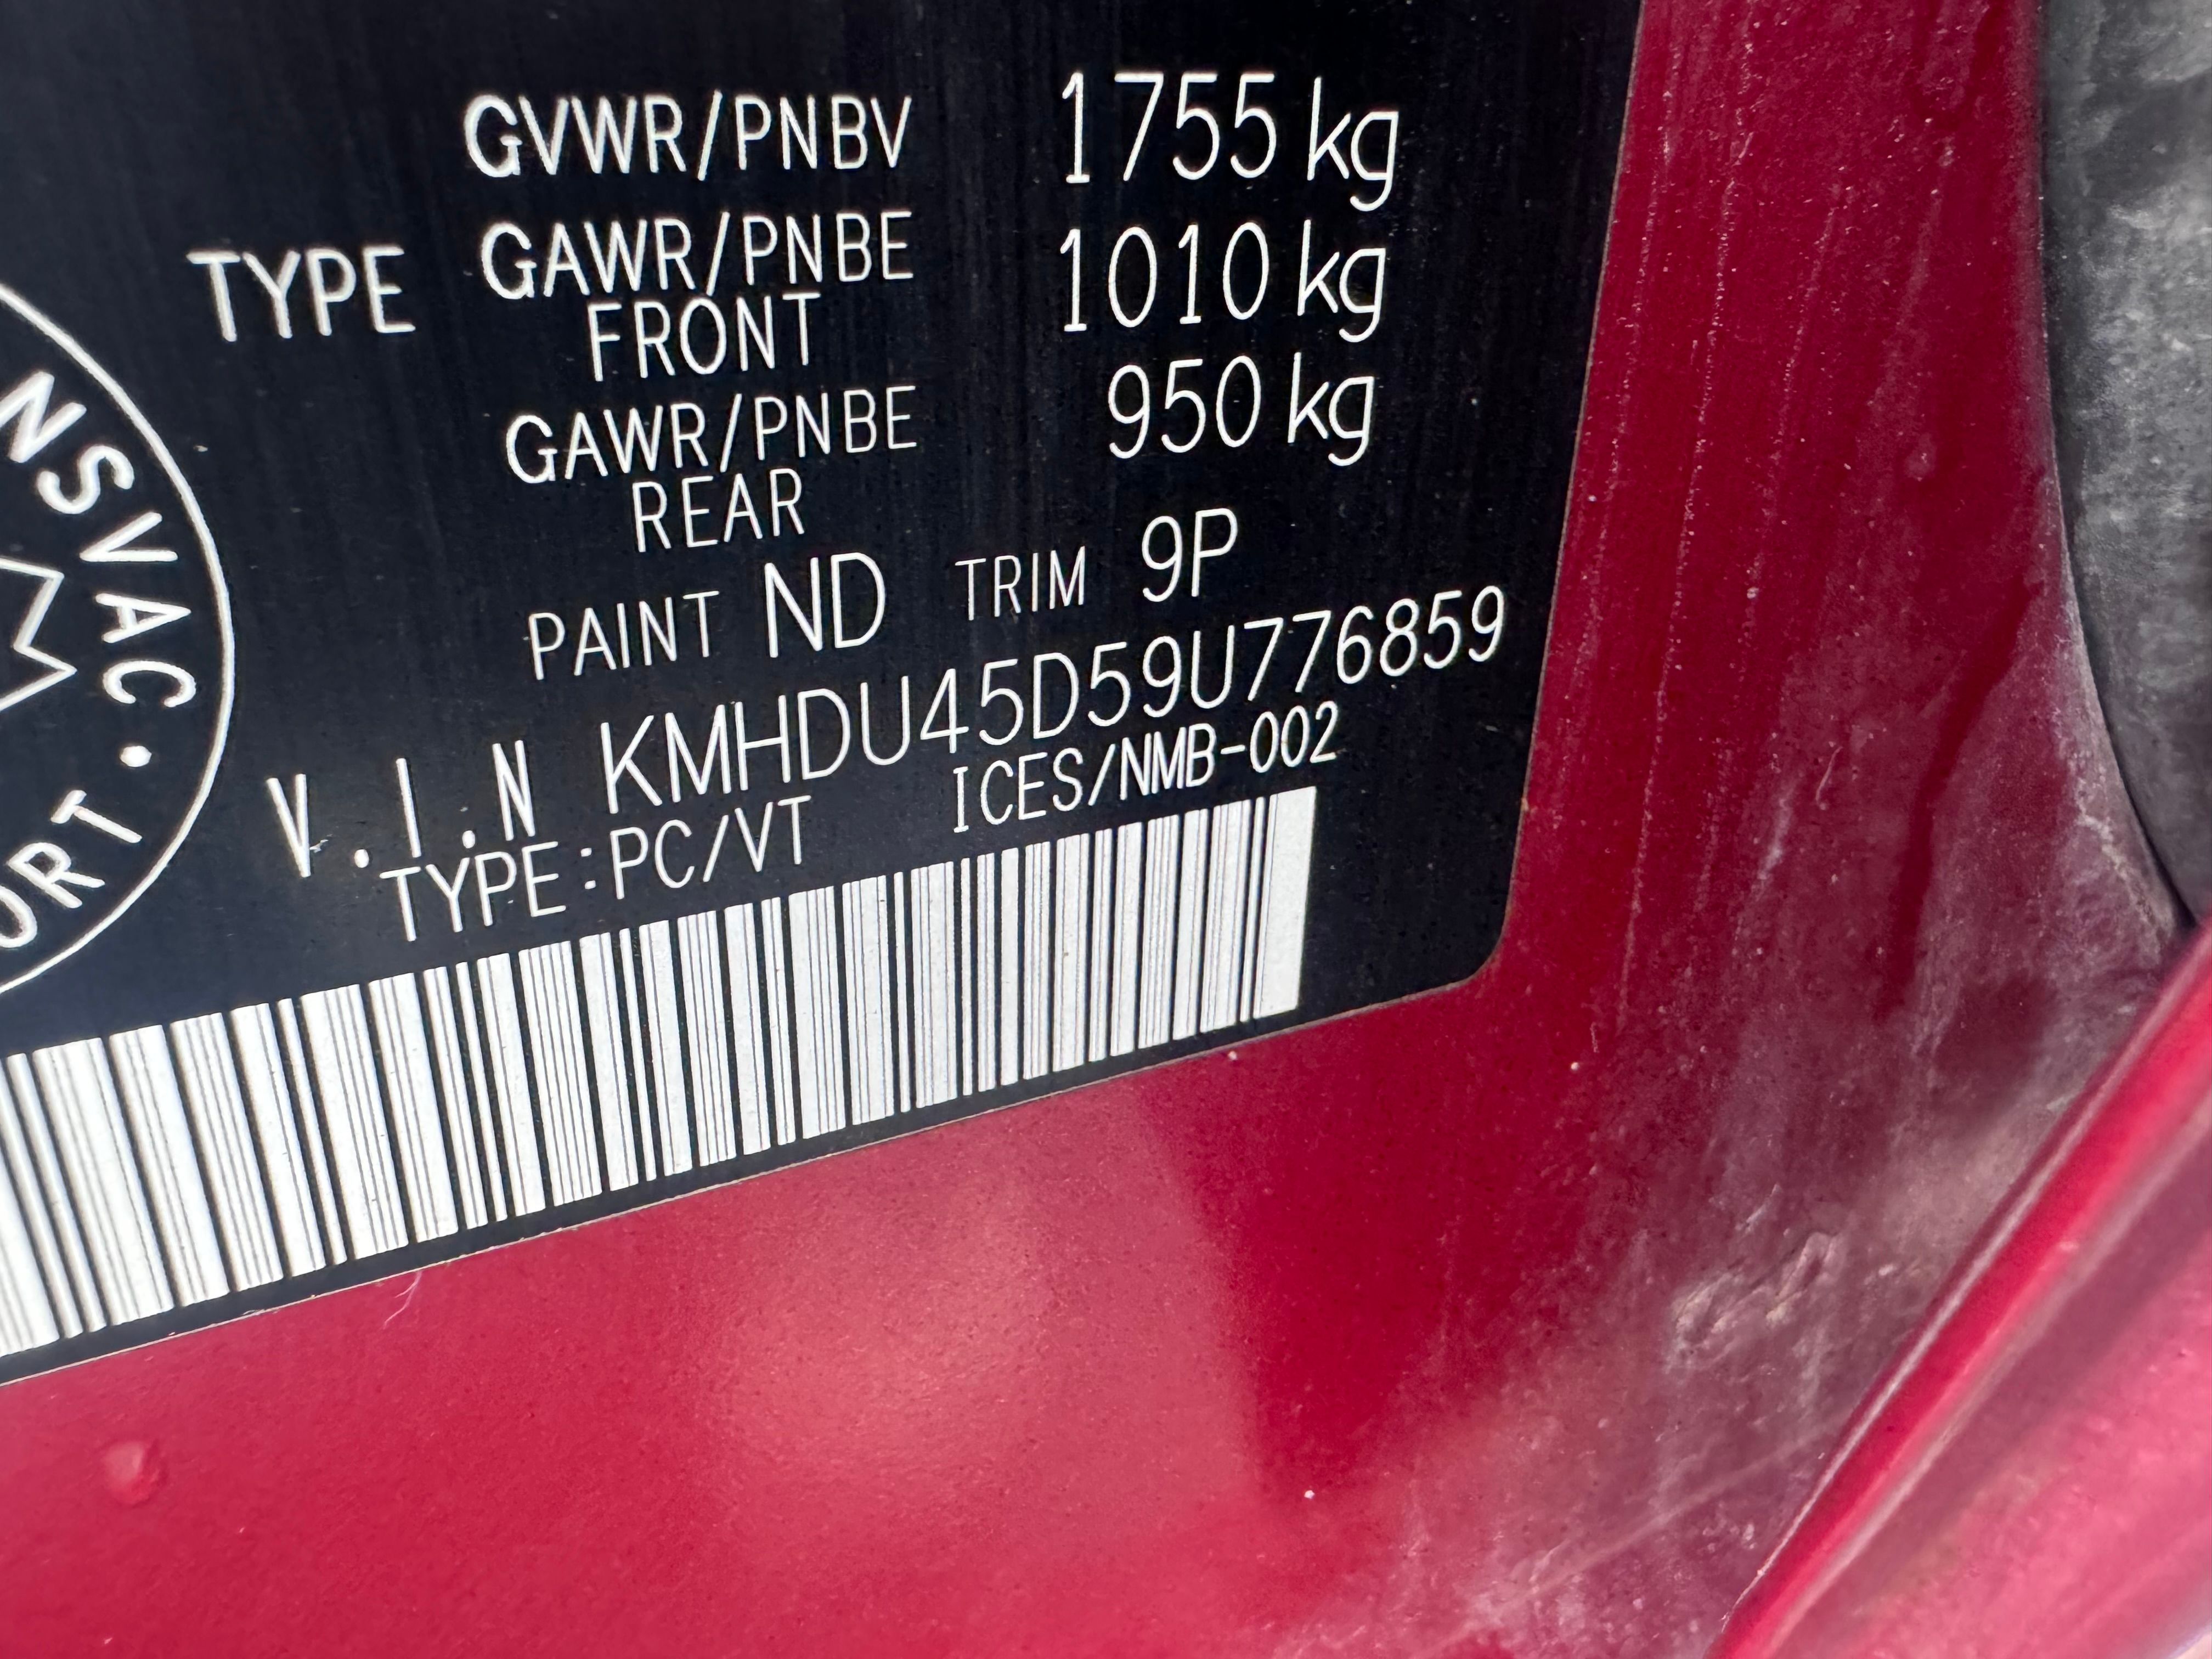 GVWR/PNBV 1755 kg
TYPE GAWR/PNBE FRONT 1010 kg
GAWR/PNBE REAR 950 kg
PAINT ND TRIM 9P
V.I.N KMHDU45D59U776859
TYPE:PC/VT ICES/NMB-002
NSVAC · ORT